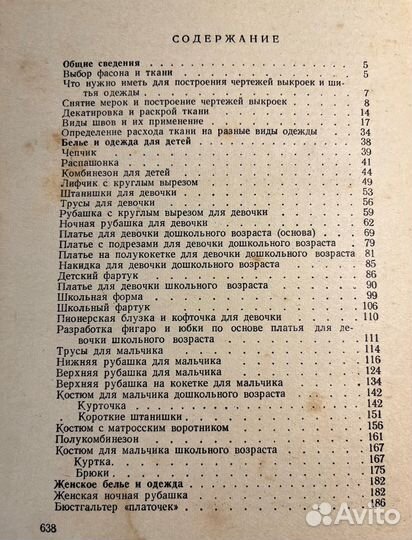 СОДЕРЖАНИЕ
Общие сведения . . . 5
Выбор фасона и ткани . . . 5
Что нужно иметь для построения чертежей выкроек и ши-
тья одежды . . . 7
Снятие мерок и построение чертежей выкроек . . . 8
Декатировка и раскрой ткани . . . 14
Виды швов и их применение . . . 17
Определение расхода ткани на разные виды одежды . . . 34
Белье и одежда для детей . . . 38
Чепчик . . . 39
Распашонка . . . 41
Комбинезон для детей . . . 44
Лифчик с круглым вырезом . . . 49
Штанишки для девочки . . . 53
Трусы для девочки . . . 56
Рубашка с круглым вырезом для девочки . . . 59
Ночная рубашка для девочки . . . 62
Платье для девочки дошкольного возраста (основа) . . . 69
Платье с подрезами для девочки дошкольного возраста 79
Платье на полукокетке для девочки дошкольного возраста 81
Накидка для девочки дошкольного возраста . . . 85
Детский фартук . . . 86
Платье для девочки школьного возраста . . . 90
Школьная форма . . . 99
Школьный фартук . . . 106
Пионерская блузка и кофточка для девочки . . . 110
Разработка фигаро и юбки по основе платья для де-
вочки школьного возраста . . . 111
Трусы для мальчика . . . 114
Нижняя рубашка для мальчика . . . 116
Верхняя рубашка для мальчика . . . 124
Верхняя рубашка на кокетке для мальчика . . . 134
Костюм для мальчика дошкольного возраста . . . 142
Курточка . . . 142
Короткие штанишки . . . 151
Костюм с матросским воротником . . . 156
Полукомбинезон . . . 161
Костюм для мальчика школьного возраста . . . 167
Куртка . . . 167
Брюки . . . 175
Женское белье и одежда . . . 182
Женская ночная рубашка . . . 182
Бюстгальтер «платочек» . . . 186
638
Avito